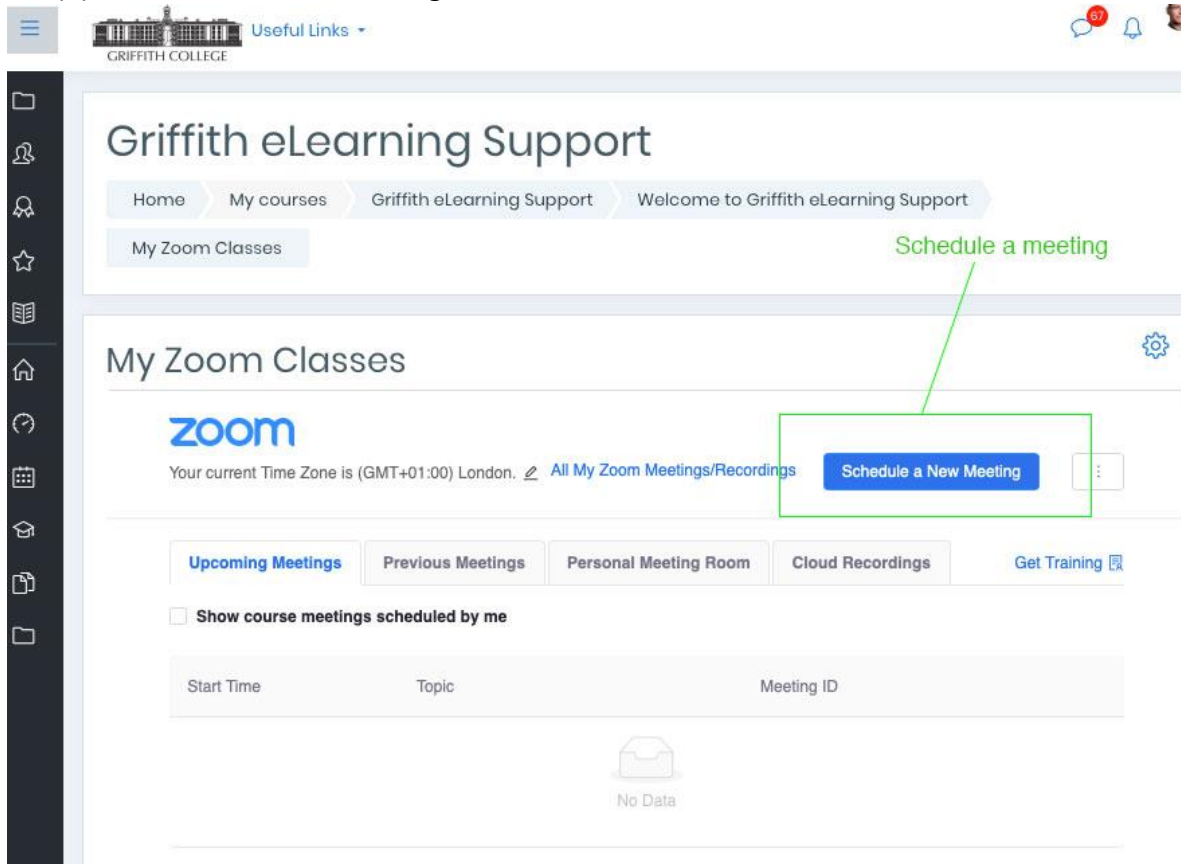 67
Useful Links
GRIFFITH COLLEGE
Griffith eLearning Support
Home My courses Griffith eLearning Support Welcome to Griffith eLearning Support
My Zoom Classes
Schedule a meeting
My Zoom Classes
zoom
Your current Time Zone is (GMT+01:00) London. All My Zoom Meetings/Recordings Schedule a New Meeting
Upcoming Meetings Previous Meetings Personal Meeting Room Cloud Recordings Get Training
Show course meetings scheduled by me
Start Time Topic Meeting ID
No Data